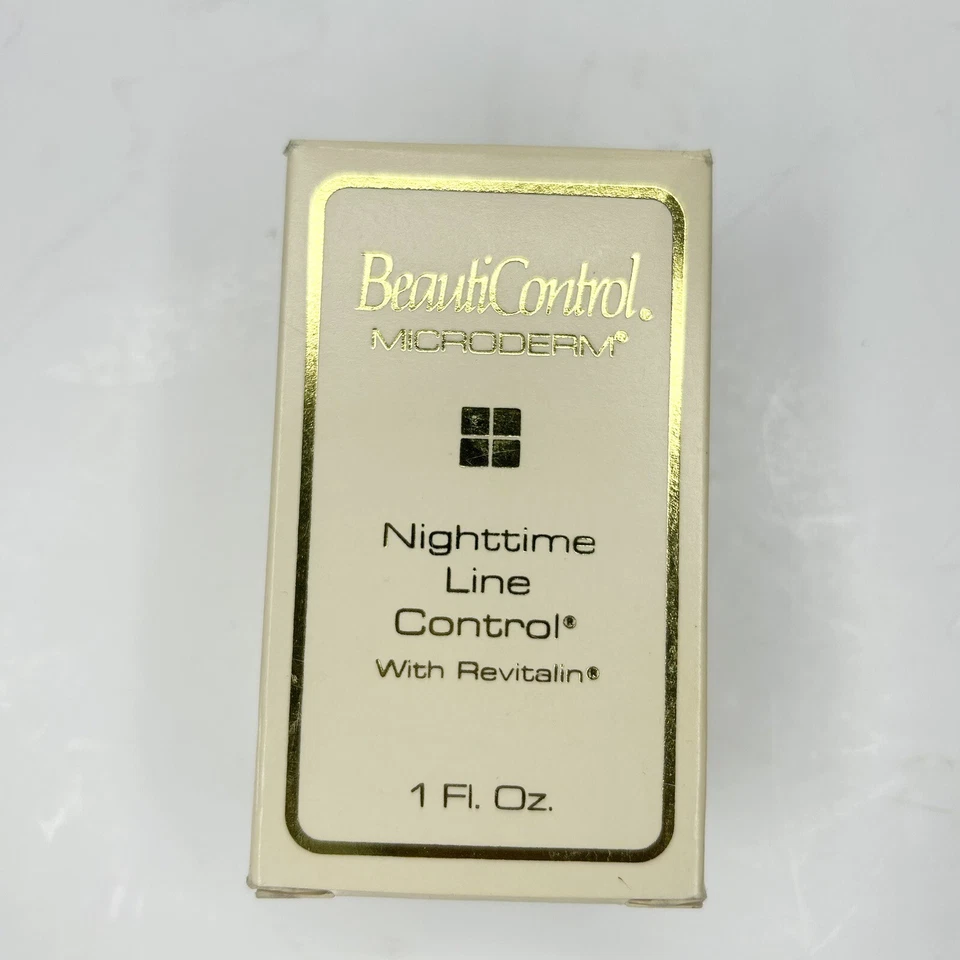 BeautiControl®
MICRODERM®
Nighttime
Line
Control®
With Revitalin®
1 Fl. Oz.